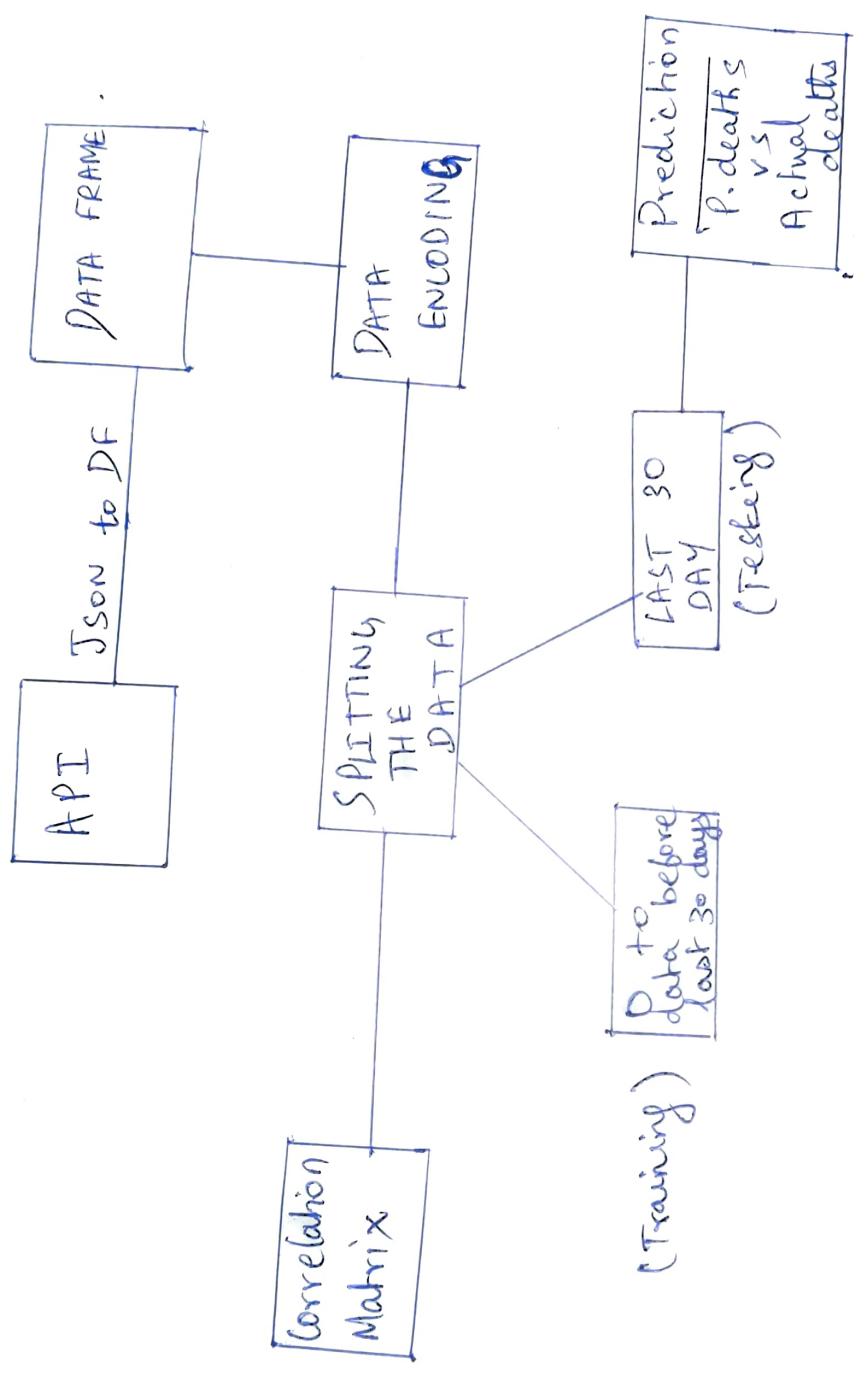 API
Json to DF
DATA FRAME.
DATA
ENCODING
SPLITTING
THE
DATA
Correlation
Matrix
0 to
data before
last 30 days
(Training)
LAST 30
DAY
(Testing)
Prediction
P. deaths
vs
Actual
deaths